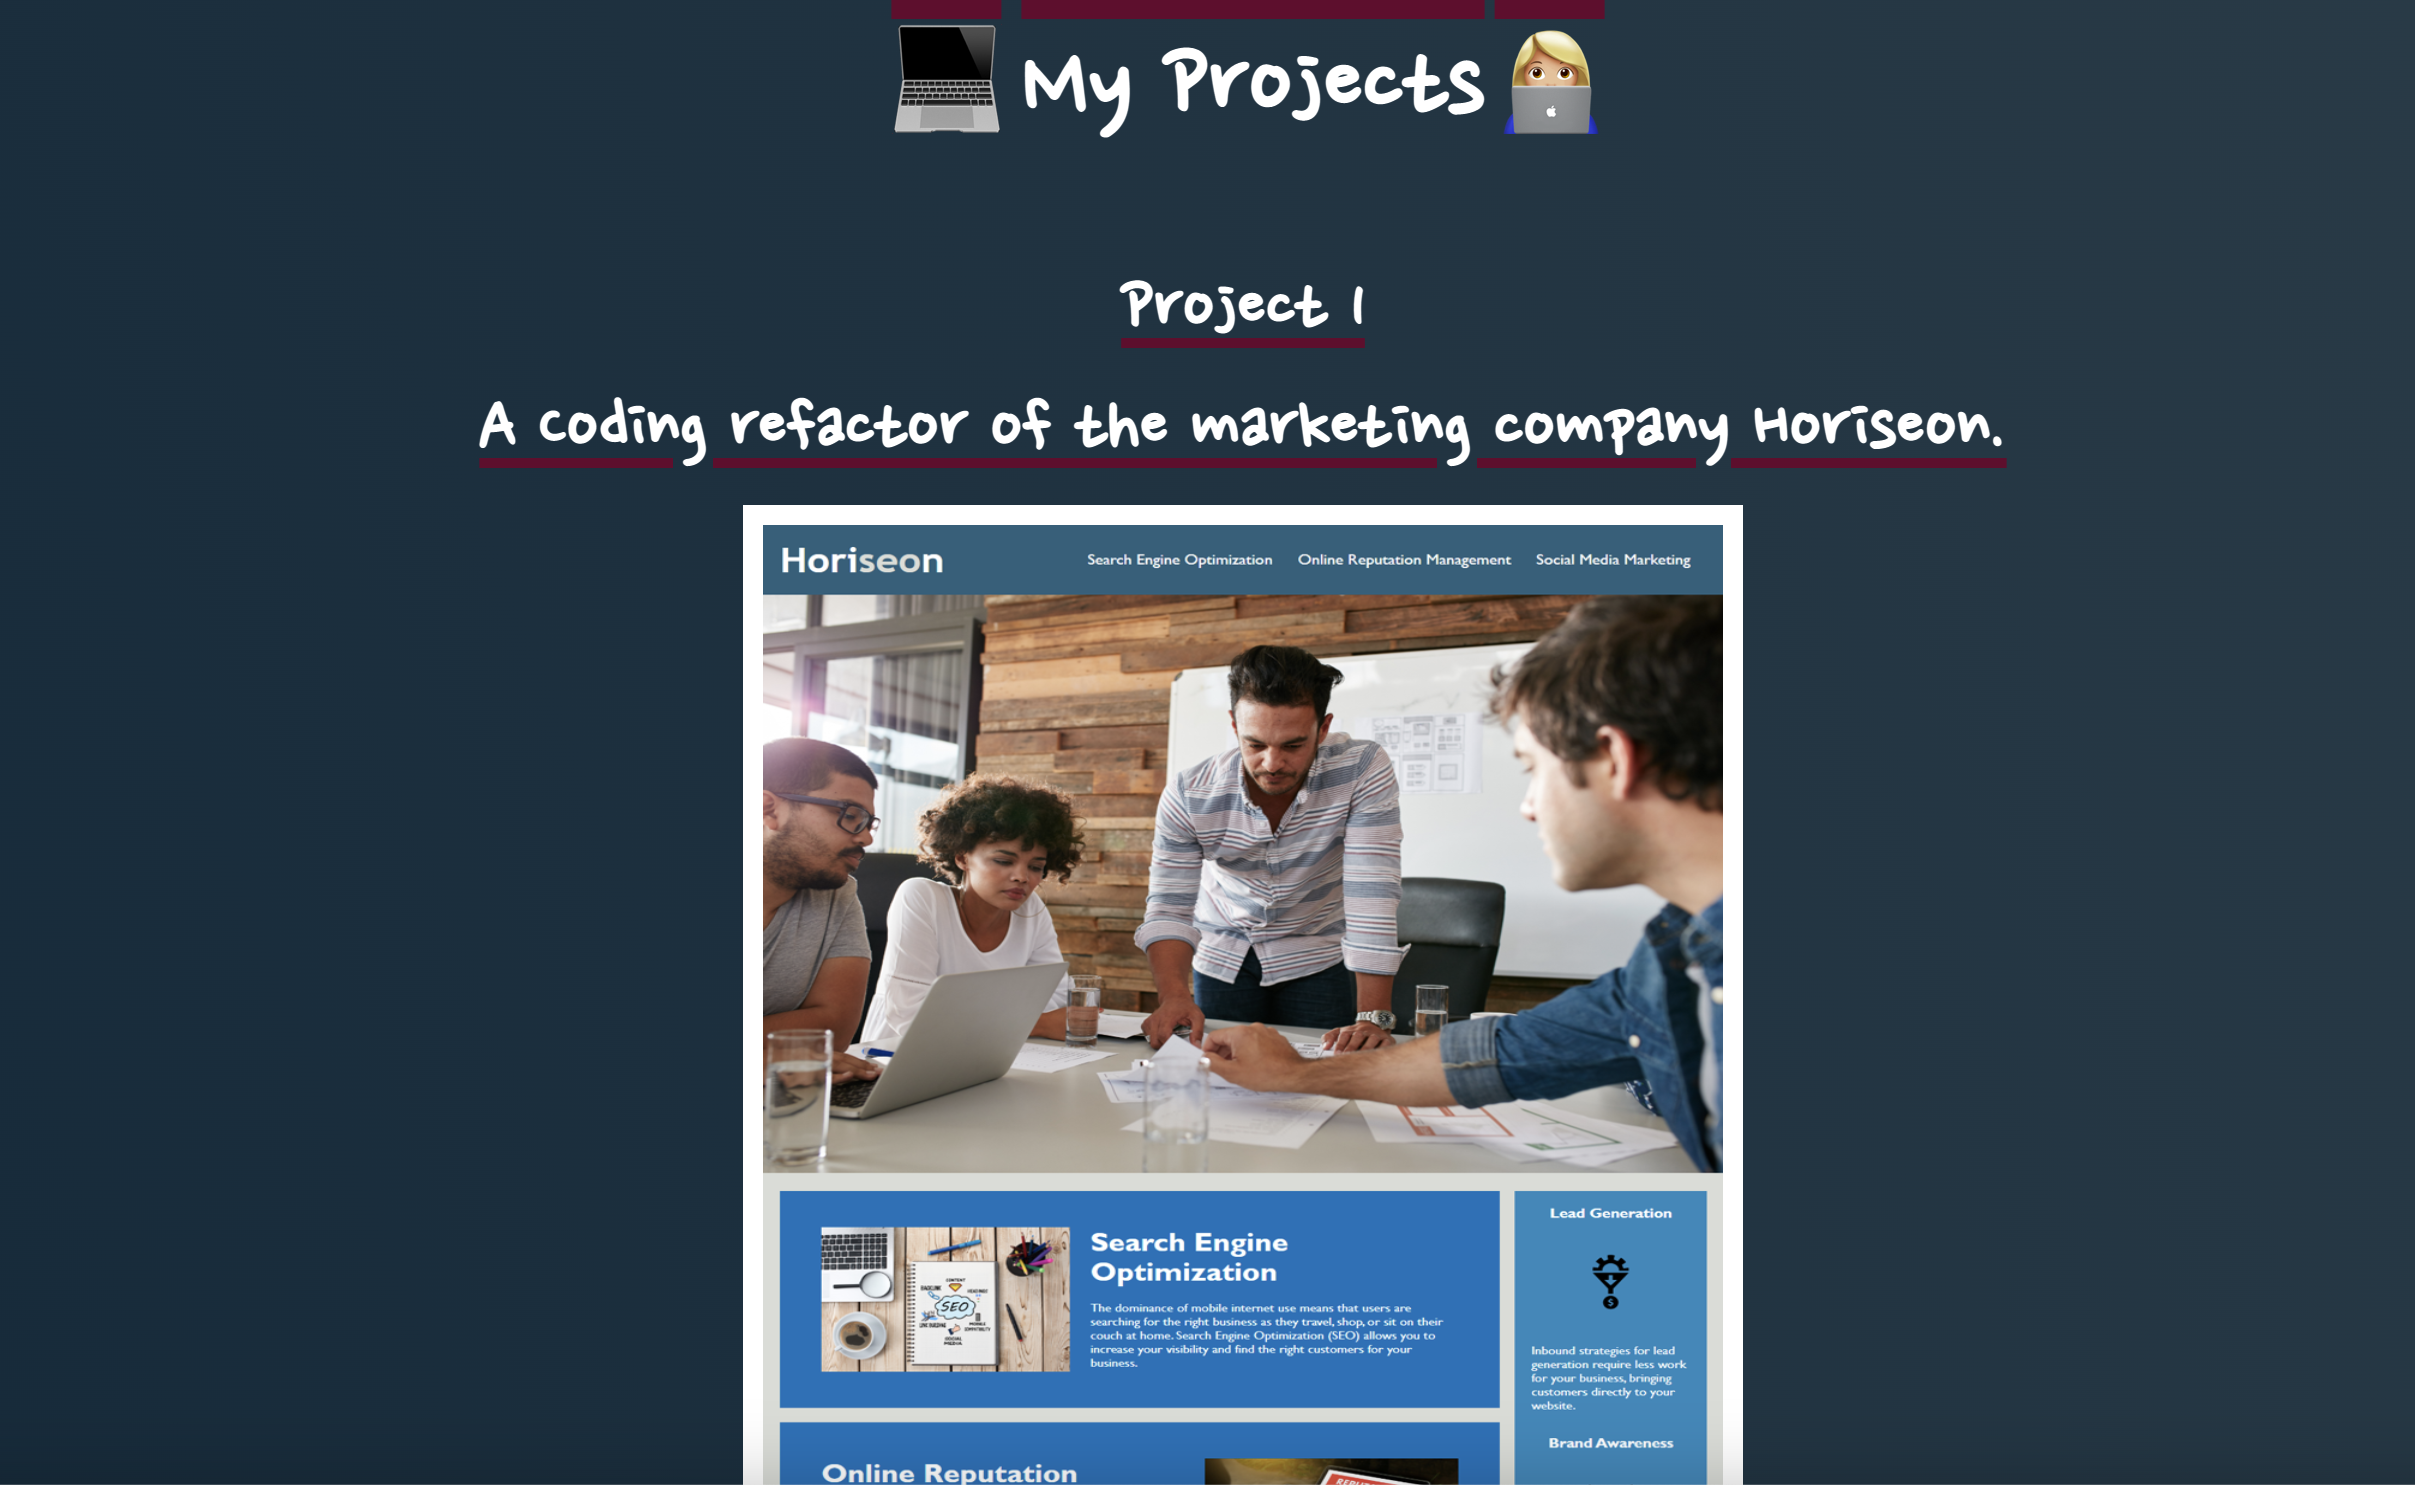 My Projects
Project 1
A coding refactor of the marketing company Horiseon.
Horiseon
Search Engine Optimization Online Reputation Management Social Media Marketing
SEO
Search Engine
Optimization
The dominance of mobile internet use means that users are
searching for the right business as they travel, shop, or sit on their
couch at home. Search Engine Optimization (SEO) allows you to
increase your visibility and find the right customers for your
business.
Lead Generation
Inbound strategies for lead
generation require less work
for your business, bringing
customers directly to your
website.
Brand Awareness
Online Reputation